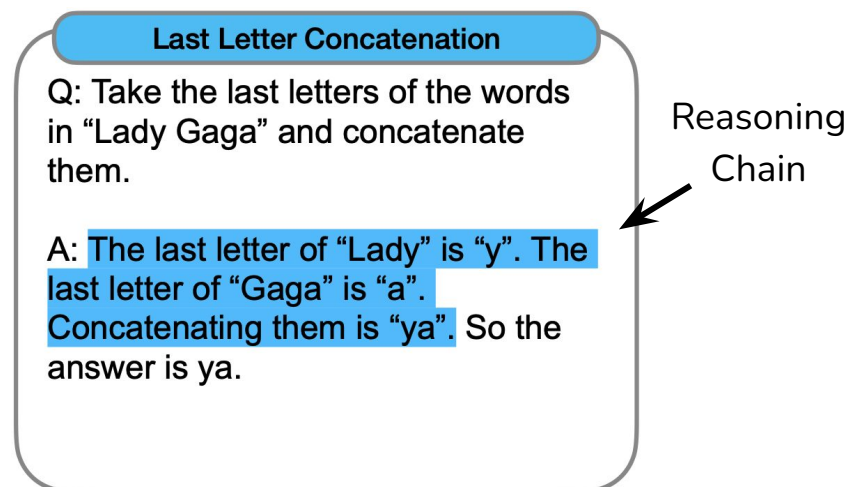 Last Letter Concatenation
Q: Take the last letters of the words
in “Lady Gaga” and concatenate
them.
A: The last letter of “Lady” is “y”. The
last letter of “Gaga” is “a”.
Concatenating them is “ya”. So the
answer is ya.
Reasoning
Chain